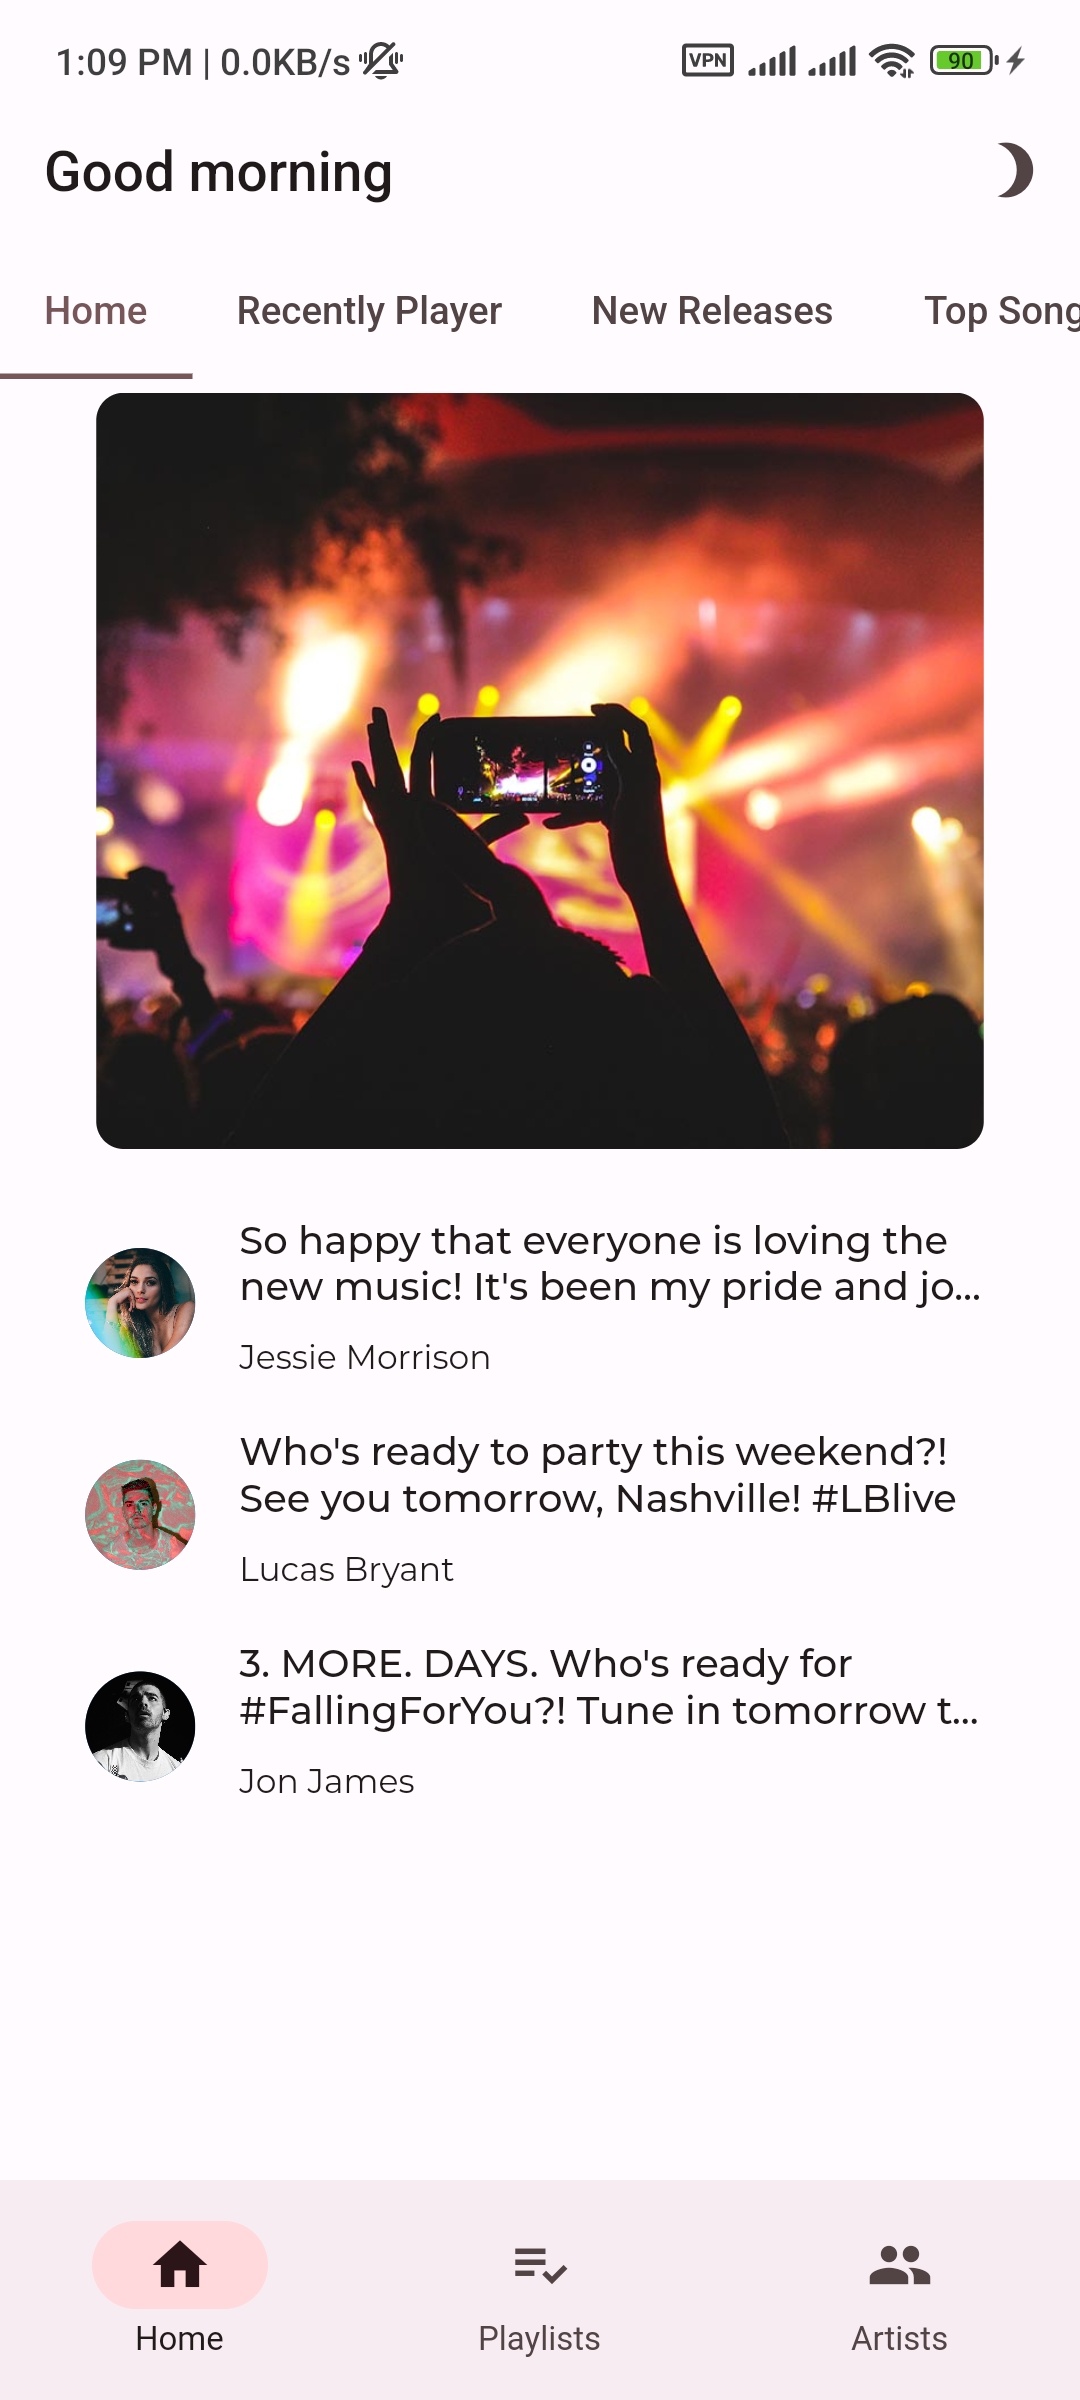 1:09 PM | 0.0KB/s VPN 90
Good morning
Home Recently Player New Releases Top Song
So happy that everyone is loving the
new music! It's been my pride and jo...
Jessie Morrison
Who's ready to party this weekend?!
See you tomorrow, Nashville! #LBlive
Lucas Bryant
3. MORE. DAYS. Who's ready for
#FallingForYou?! Tune in tomorrow t...
Jon James
Home Playlists Artists